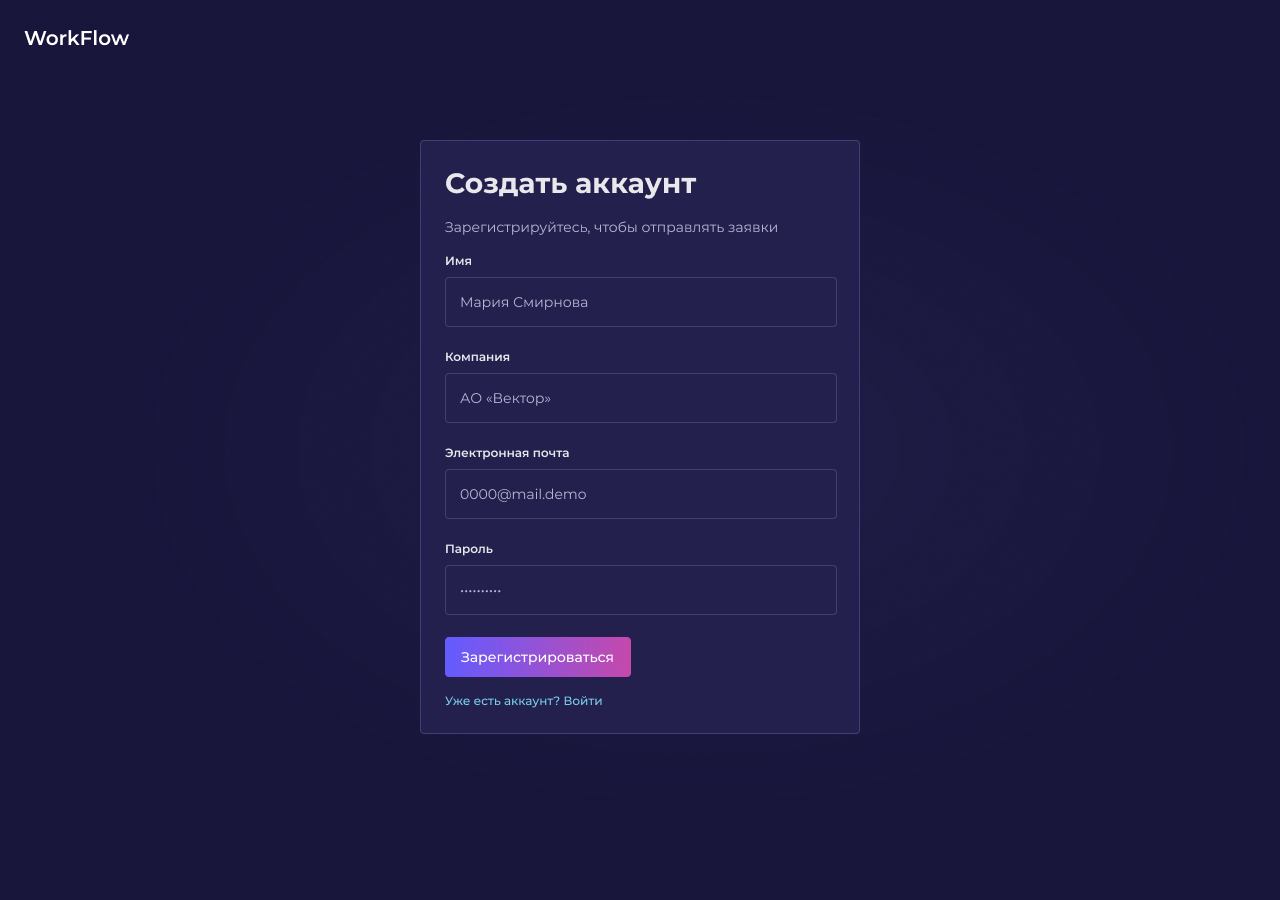 WorkFlow
Создать аккаунт
Зарегистрируйтесь, чтобы отправлять заявки
Имя
Мария Смирнова
Компания
АО «Вектор»
Электронная почта
0000@mail.demo
Пароль
••••••••••
Зарегистрироваться
Уже есть аккаунт? Войти